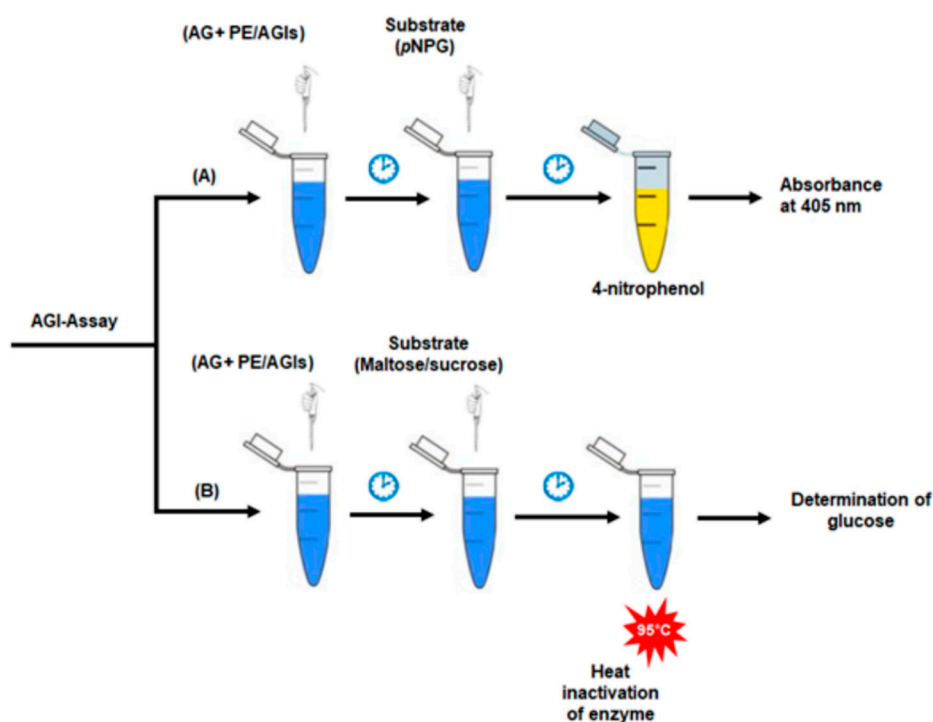 (AG+ PE/AGIs)
Substrate
(pNPG)
(A)
Absorbance
at 405 nm
4-nitrophenol
AGI-Assay
(AG+ PE/AGIs)
Substrate
(Maltose/sucrose)
(B)
Determination of
glucose
95°C
Heat
inactivation
of enzyme